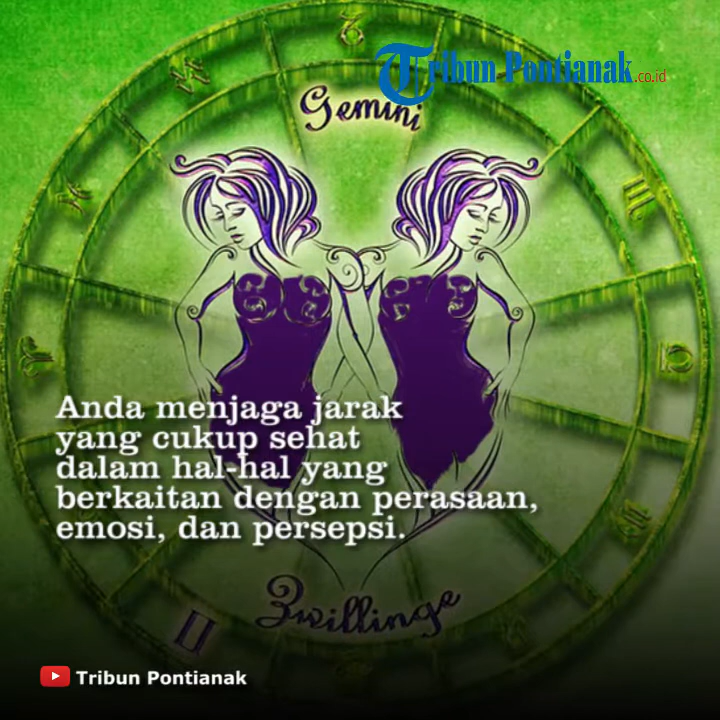 Tribun Pontianak.co.id
Gemini
Anda menjaga jarak
yang cukup sehat
dalam hal-hal yang
berkaitan dengan perasaan,
emosi, dan persepsi.
Zwillinge
Tribun Pontianak